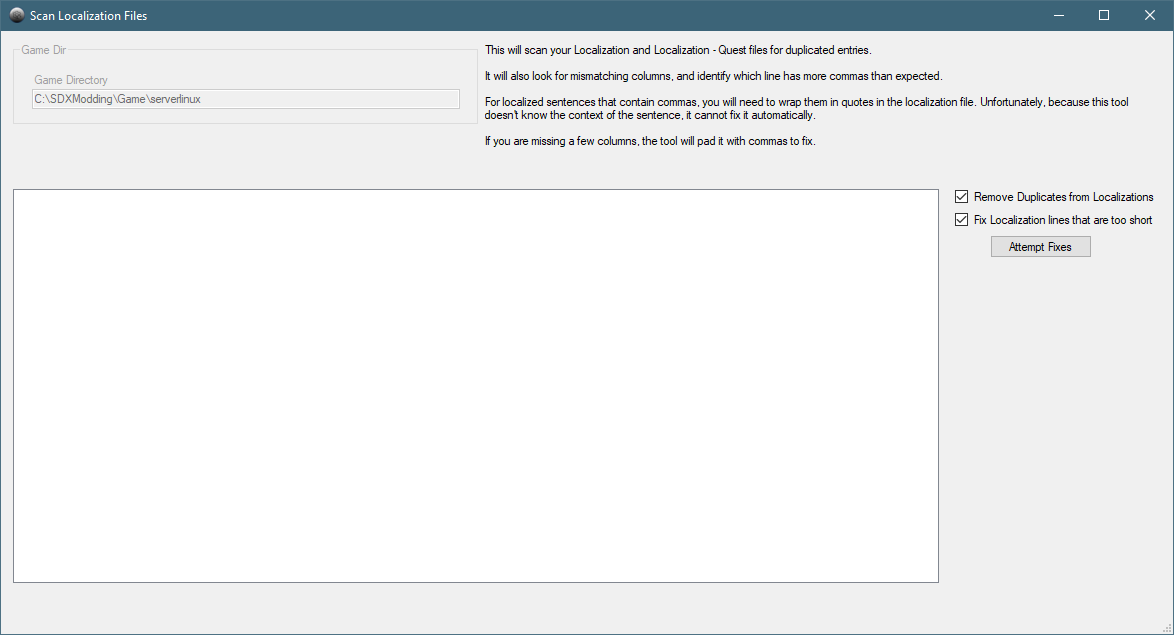 Scan Localization Files
Game Dir
Game Directory
C:\SDXModding\Game\serverlinux
This will scan your Localization and Localization - Quest files for duplicated entries.
It will also look for mismatching columns, and identify which line has more commas than expected.
For localized sentences that contain commas, you will need to wrap them in quotes in the localization file. Unfortunately, because this tool
doesn't know the context of the sentence, it cannot fix it automatically.
If you are missing a few columns, the tool will pad it with commas to fix.
Remove Duplicates from Localizations
Fix Localization lines that are too short
Attempt Fixes